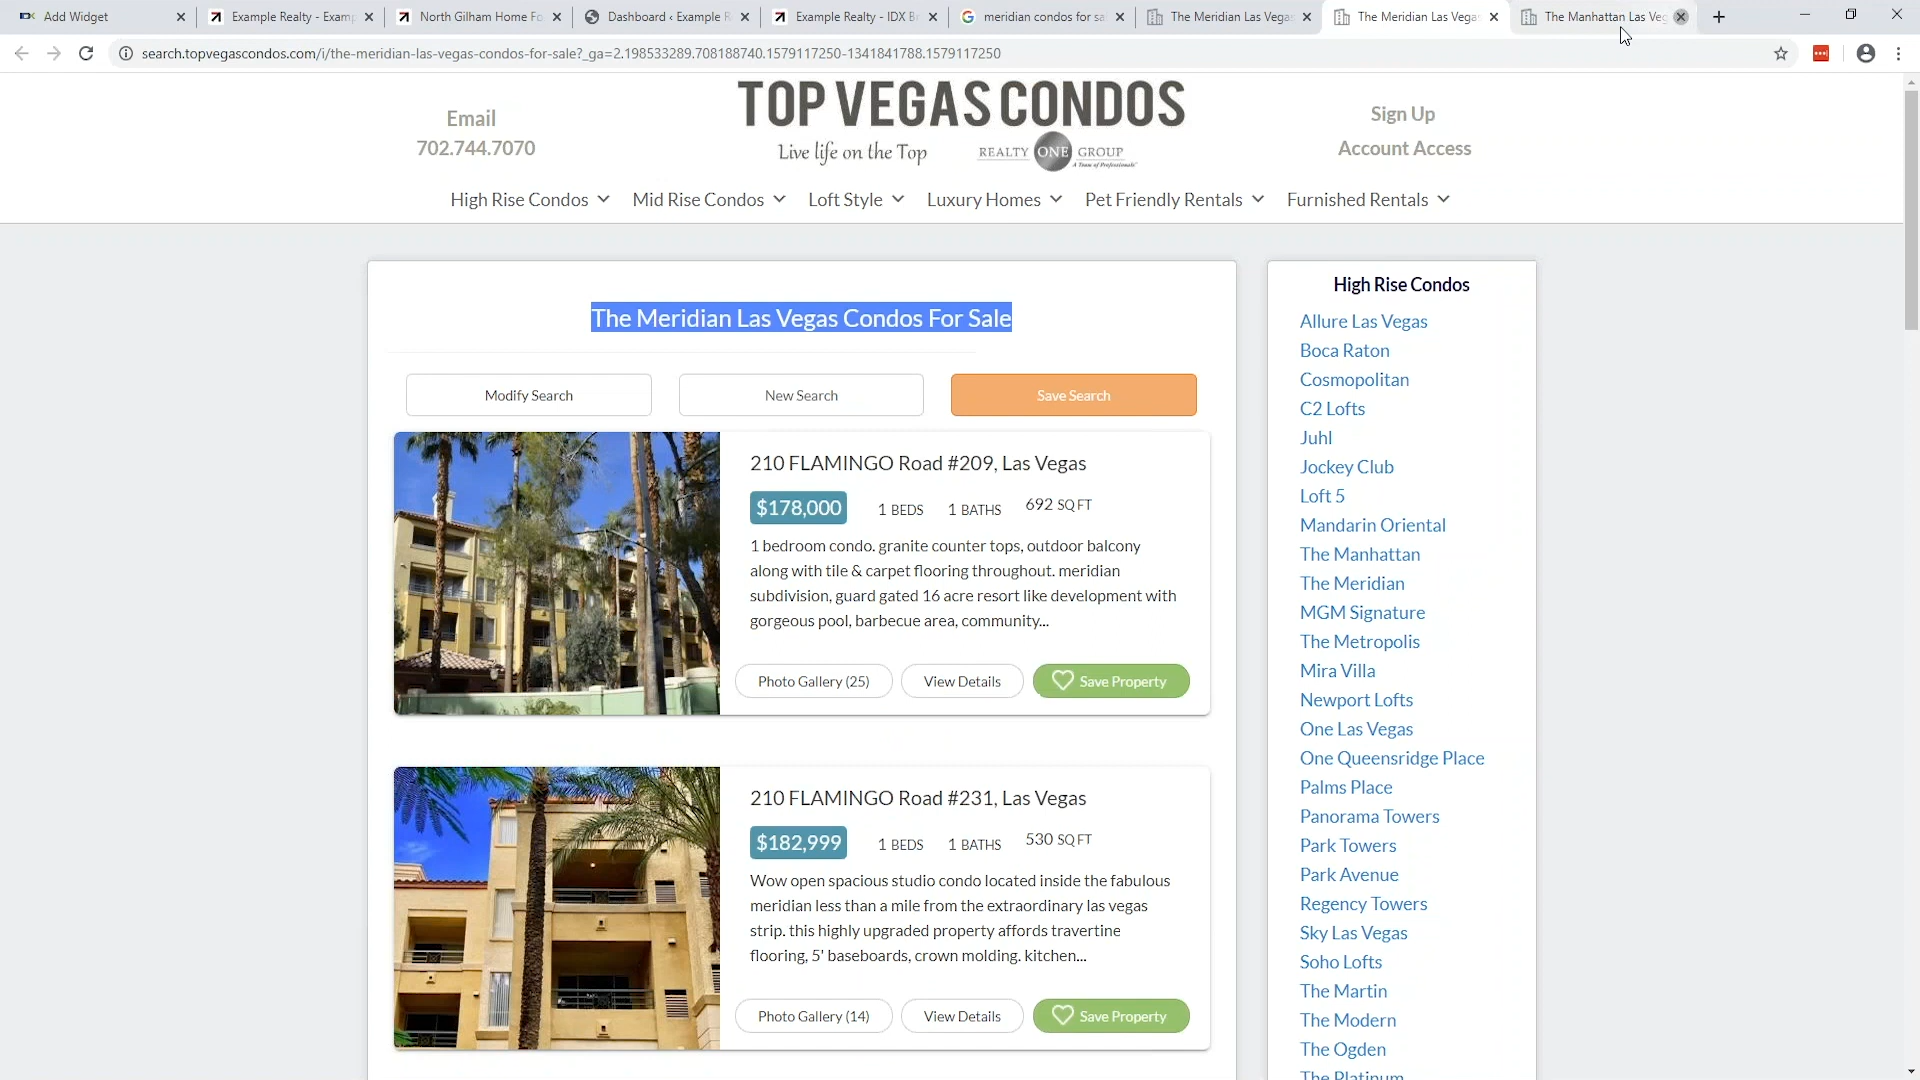 Add Widget
Example Realty - Examp
North Gilham Home Fo
Dashboard ‹ Example R
Example Realty - IDX B
meridian condos for sa
The Meridian Las Vegas
The Meridian Las Vegas
The Manhattan Las Veg
search.topvegascondos.com/i/the-meridian-las-vegas-condos-for-sale?_ga=2.198533289.708188740.1579117250-1341841788.1579117250
Email
702.744.7070
TOP VEGAS CONDOS
Live life on the Top
REALTY ONE GROUP
A Team of Professionals
Sign Up
Account Access
High Rise Condos
Mid Rise Condos
Loft Style
Luxury Homes
Pet Friendly Rentals
Furnished Rentals
The Meridian Las Vegas Condos For Sale
Modify Search
New Search
Save Search
210 FLAMINGO Road #209, Las Vegas
$178,000 1 BEDS 1 BATHS 692 SQ FT
1 bedroom condo. granite counter tops, outdoor balcony
along with tile & carpet flooring throughout. meridian
subdivision, guard gated 16 acre resort like development with
gorgeous pool, barbecue area, community...
Photo Gallery (25)
View Details
Save Property
210 FLAMINGO Road #231, Las Vegas
$182,999 1 BEDS 1 BATHS 530 SQ FT
Wow open spacious studio condo located inside the fabulous
meridian less than a mile from the extraordinary las vegas
strip. this highly upgraded property affords travertine
flooring, 5' baseboards, crown molding. kitchen...
Photo Gallery (14)
View Details
Save Property
High Rise Condos
Allure Las Vegas
Boca Raton
Cosmopolitan
C2 Lofts
Juhl
Jockey Club
Loft 5
Mandarin Oriental
The Manhattan
The Meridian
MGM Signature
The Metropolis
Mira Villa
Newport Lofts
One Las Vegas
One Queensridge Place
Palms Place
Panorama Towers
Park Towers
Park Avenue
Regency Towers
Sky Las Vegas
Soho Lofts
The Martin
The Modern
The Ogden
The Platinum